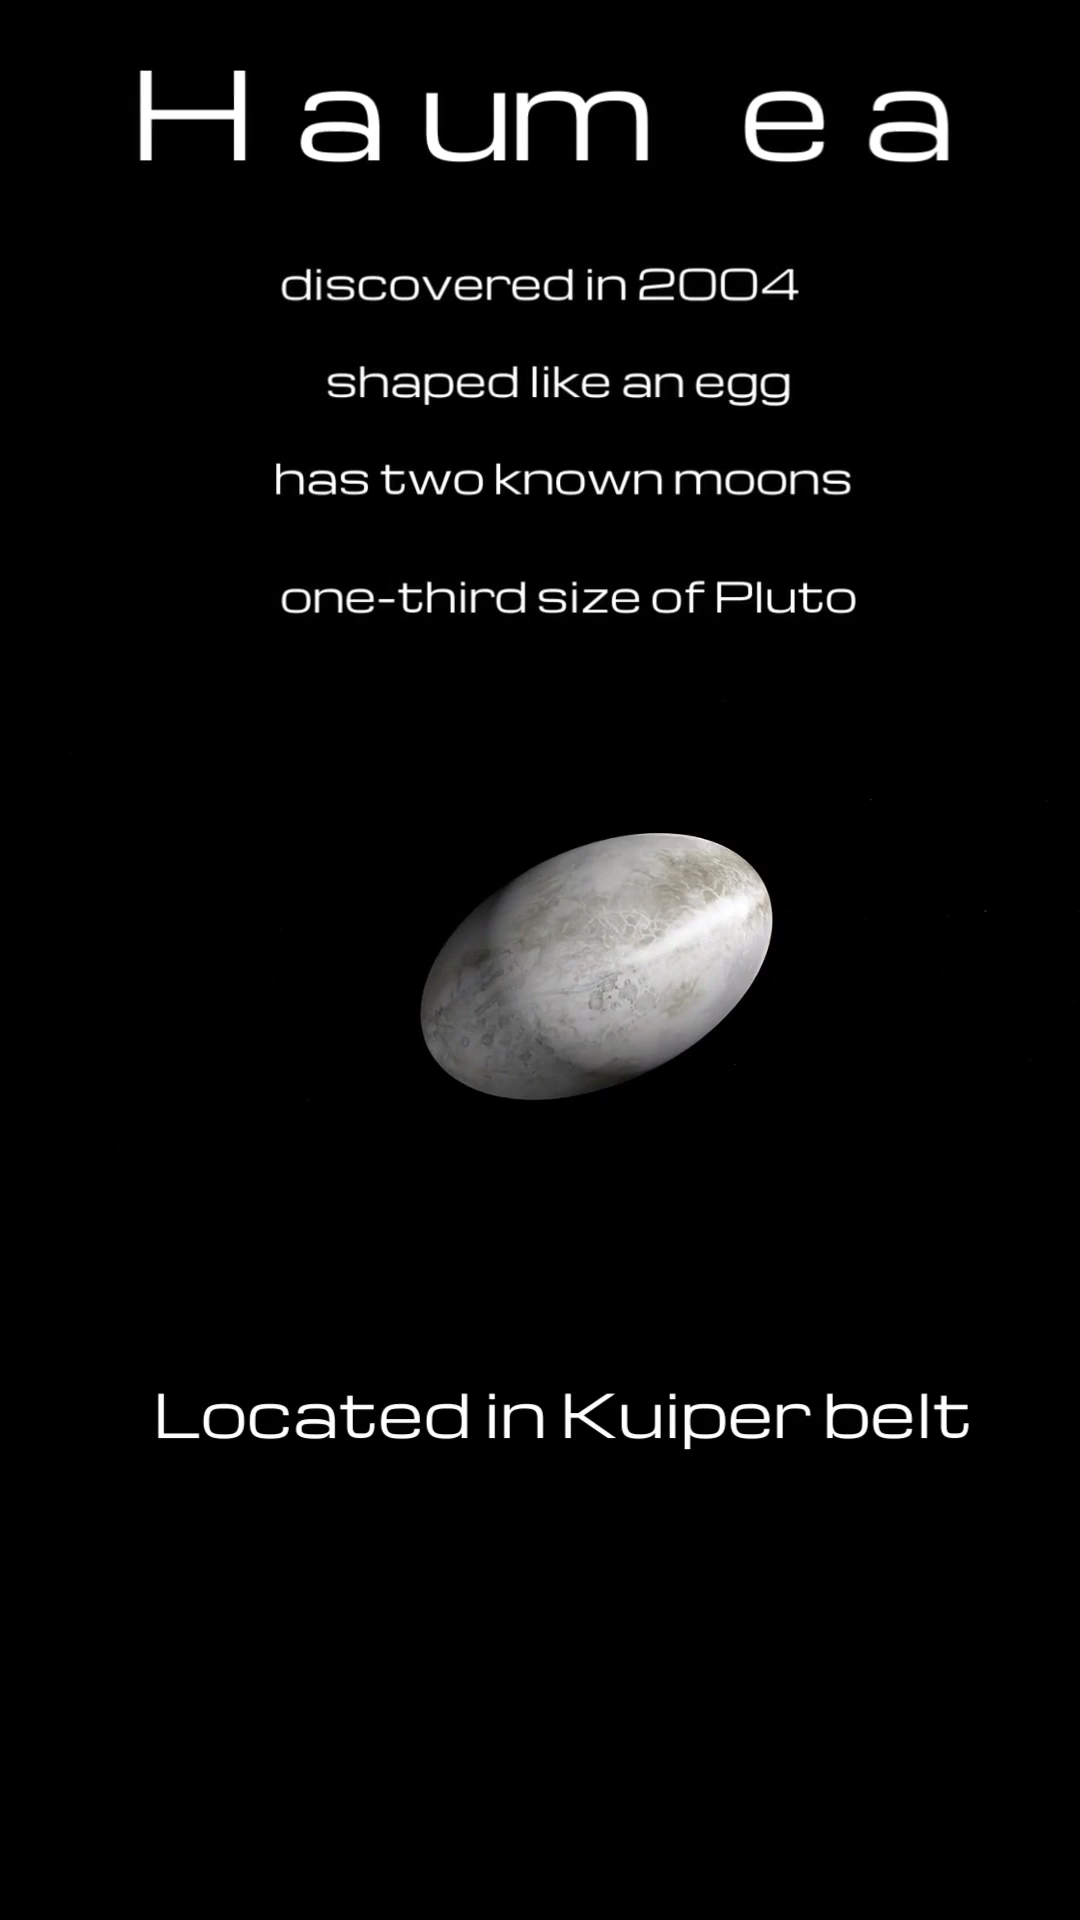 Haumea
discovered in 2004
shaped like an egg
has two known moons
one-third size of Pluto
Located in Kuiper belt